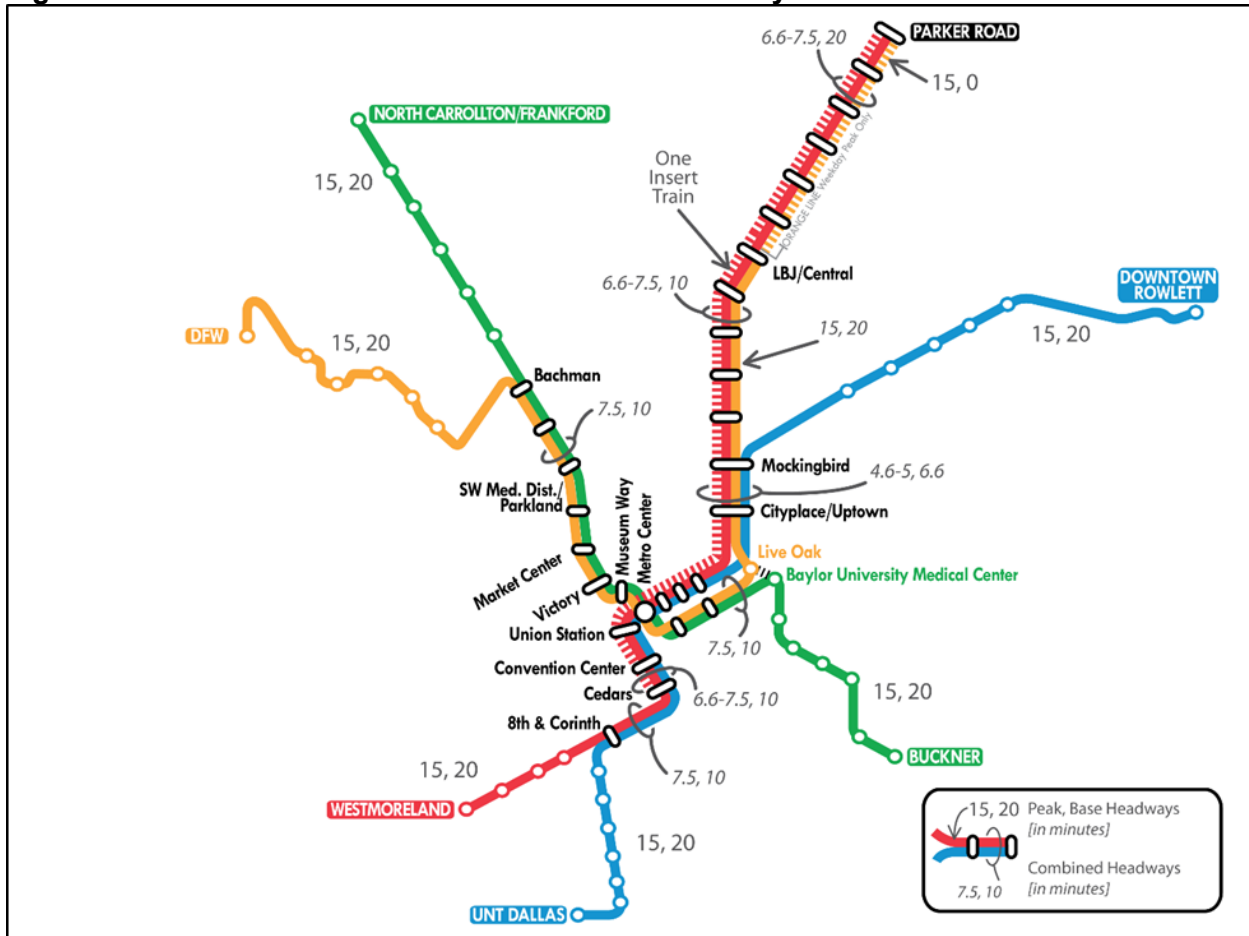 PARKER ROAD
6.6-7.5, 20
15, 0
NORTH CARROLLTON/FRANKFORD
15, 20
One
Insert
Train
ORANGE LINE Weekday Peak Only
LBJ/Central
6.6-7.5, 10
DOWNTOWN
ROWLETT
15, 20
DFW
15, 20
15, 20
Bachman
7.5, 10
Mockingbird
4.6-5, 6.6
SW Med. Dist./
Parkland
Cityplace/Uptown
Museum Way
Metro Center
Market Center
Live Oak
Baylor University Medical Center
Victory
Union Station
7.5, 10
Convention Center
Cedars
6.6-7.5, 10
15, 20
8th & Corinth
7.5, 10
BUCKNER
15, 20
WESTMORELAND
15, 20
UNT DALLAS
15, 20 Peak, Base Headways
[in minutes]
Combined Headways
7.5, 10 [in minutes]